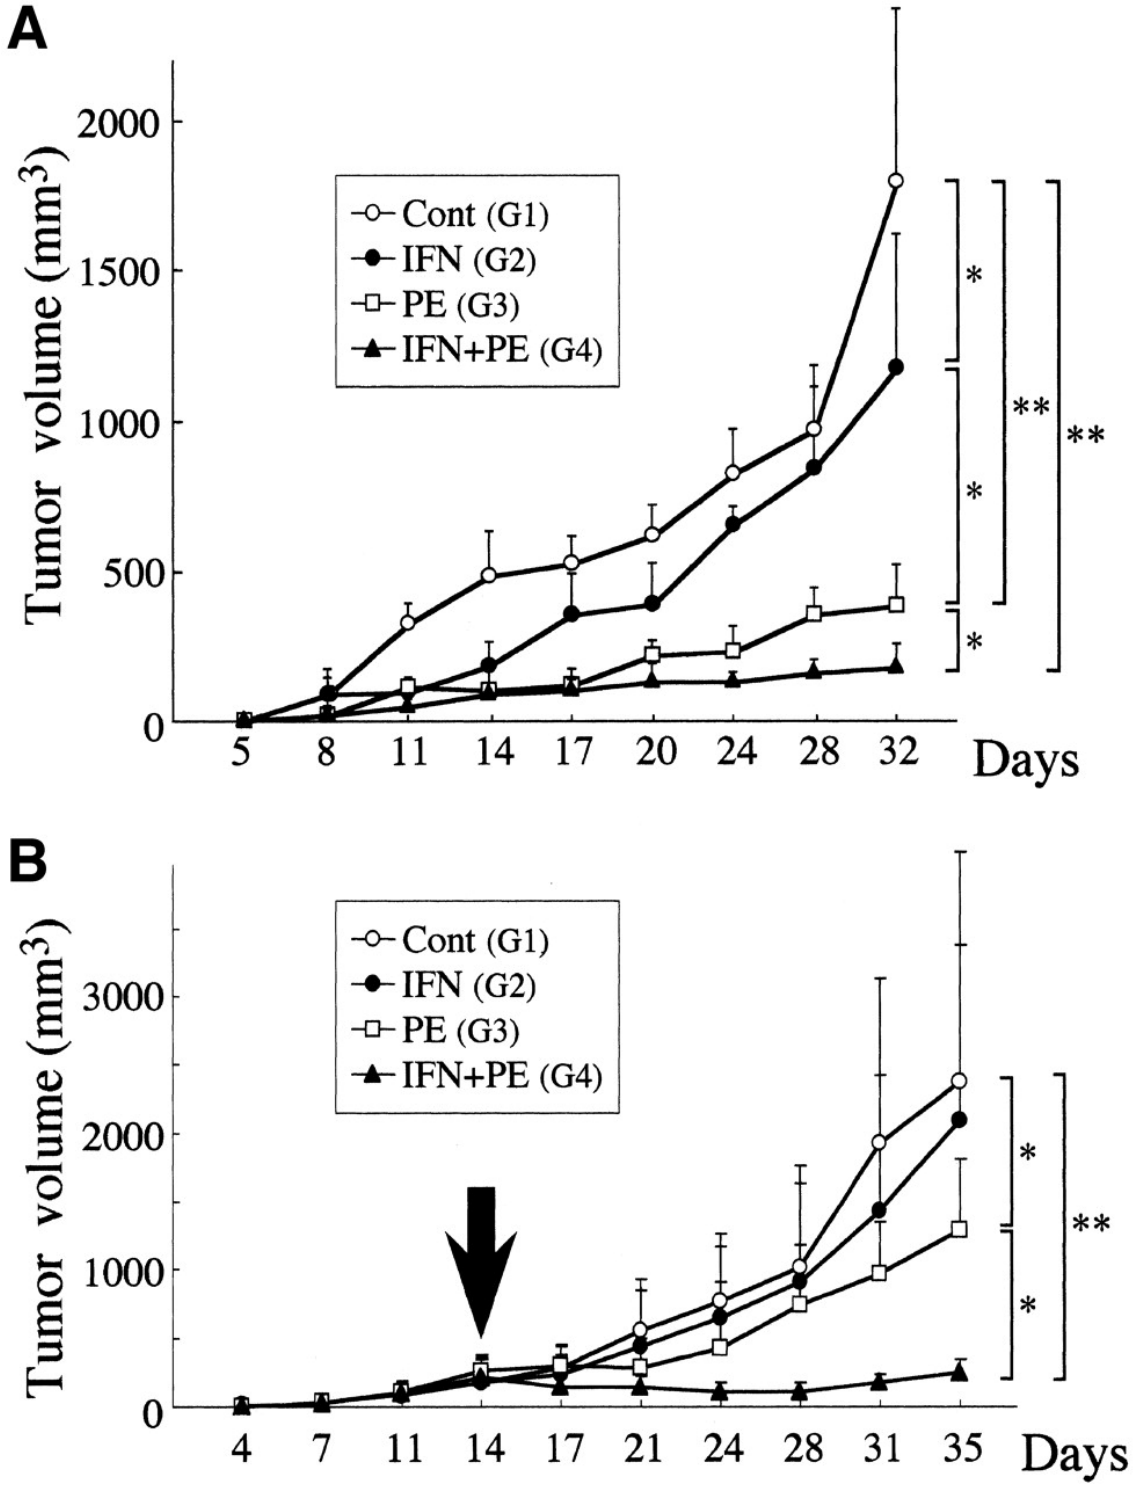 A
Tumor volume (mm3)
2000
1500
1000
500
0
Cont (G1)
IFN (G2)
PE (G3)
IFN+PE (G4)
*
*
*
**
**
5 8 11 14 17 20 24 28 32 Days
B
Tumor volume (mm3)
3000
2000
1000
0
Cont (G1)
IFN (G2)
PE (G3)
IFN+PE (G4)
*
*
**
4 7 11 14 17 21 24 28 31 35 Days